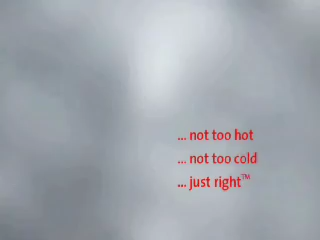 ... not too hot
... not too cold
... just right™